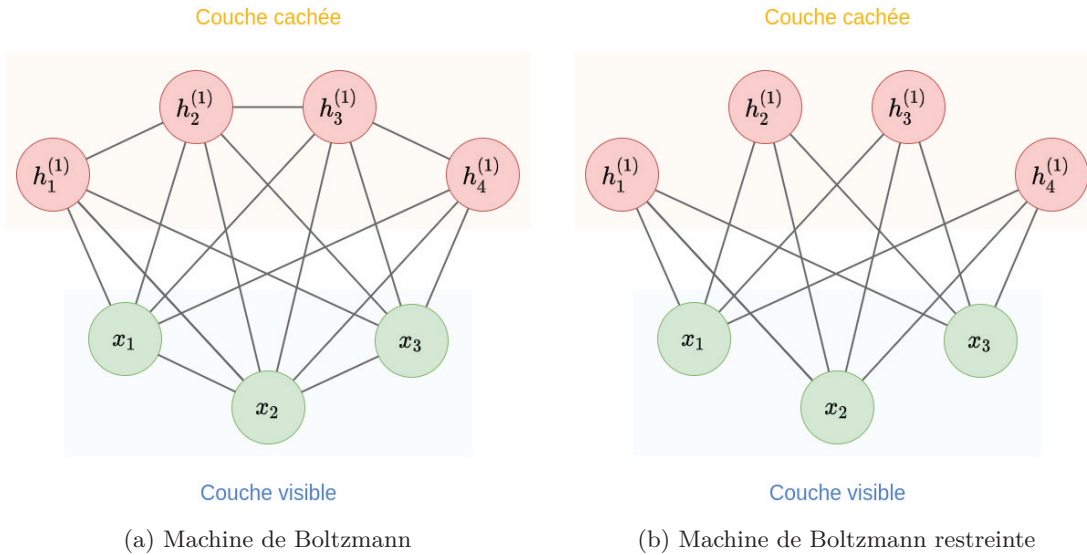 Couche cachée
h_2^{(1)} h_3^{(1)}
h_1^{(1)} h_4^{(1)}
x_1 x_3
x_2
Couche visible
(a) Machine de Boltzmann
Couche cachée
h_2^{(1)} h_3^{(1)}
h_1^{(1)} h_4^{(1)}
x_1 x_3
x_2
Couche visible
(b) Machine de Boltzmann restreinte